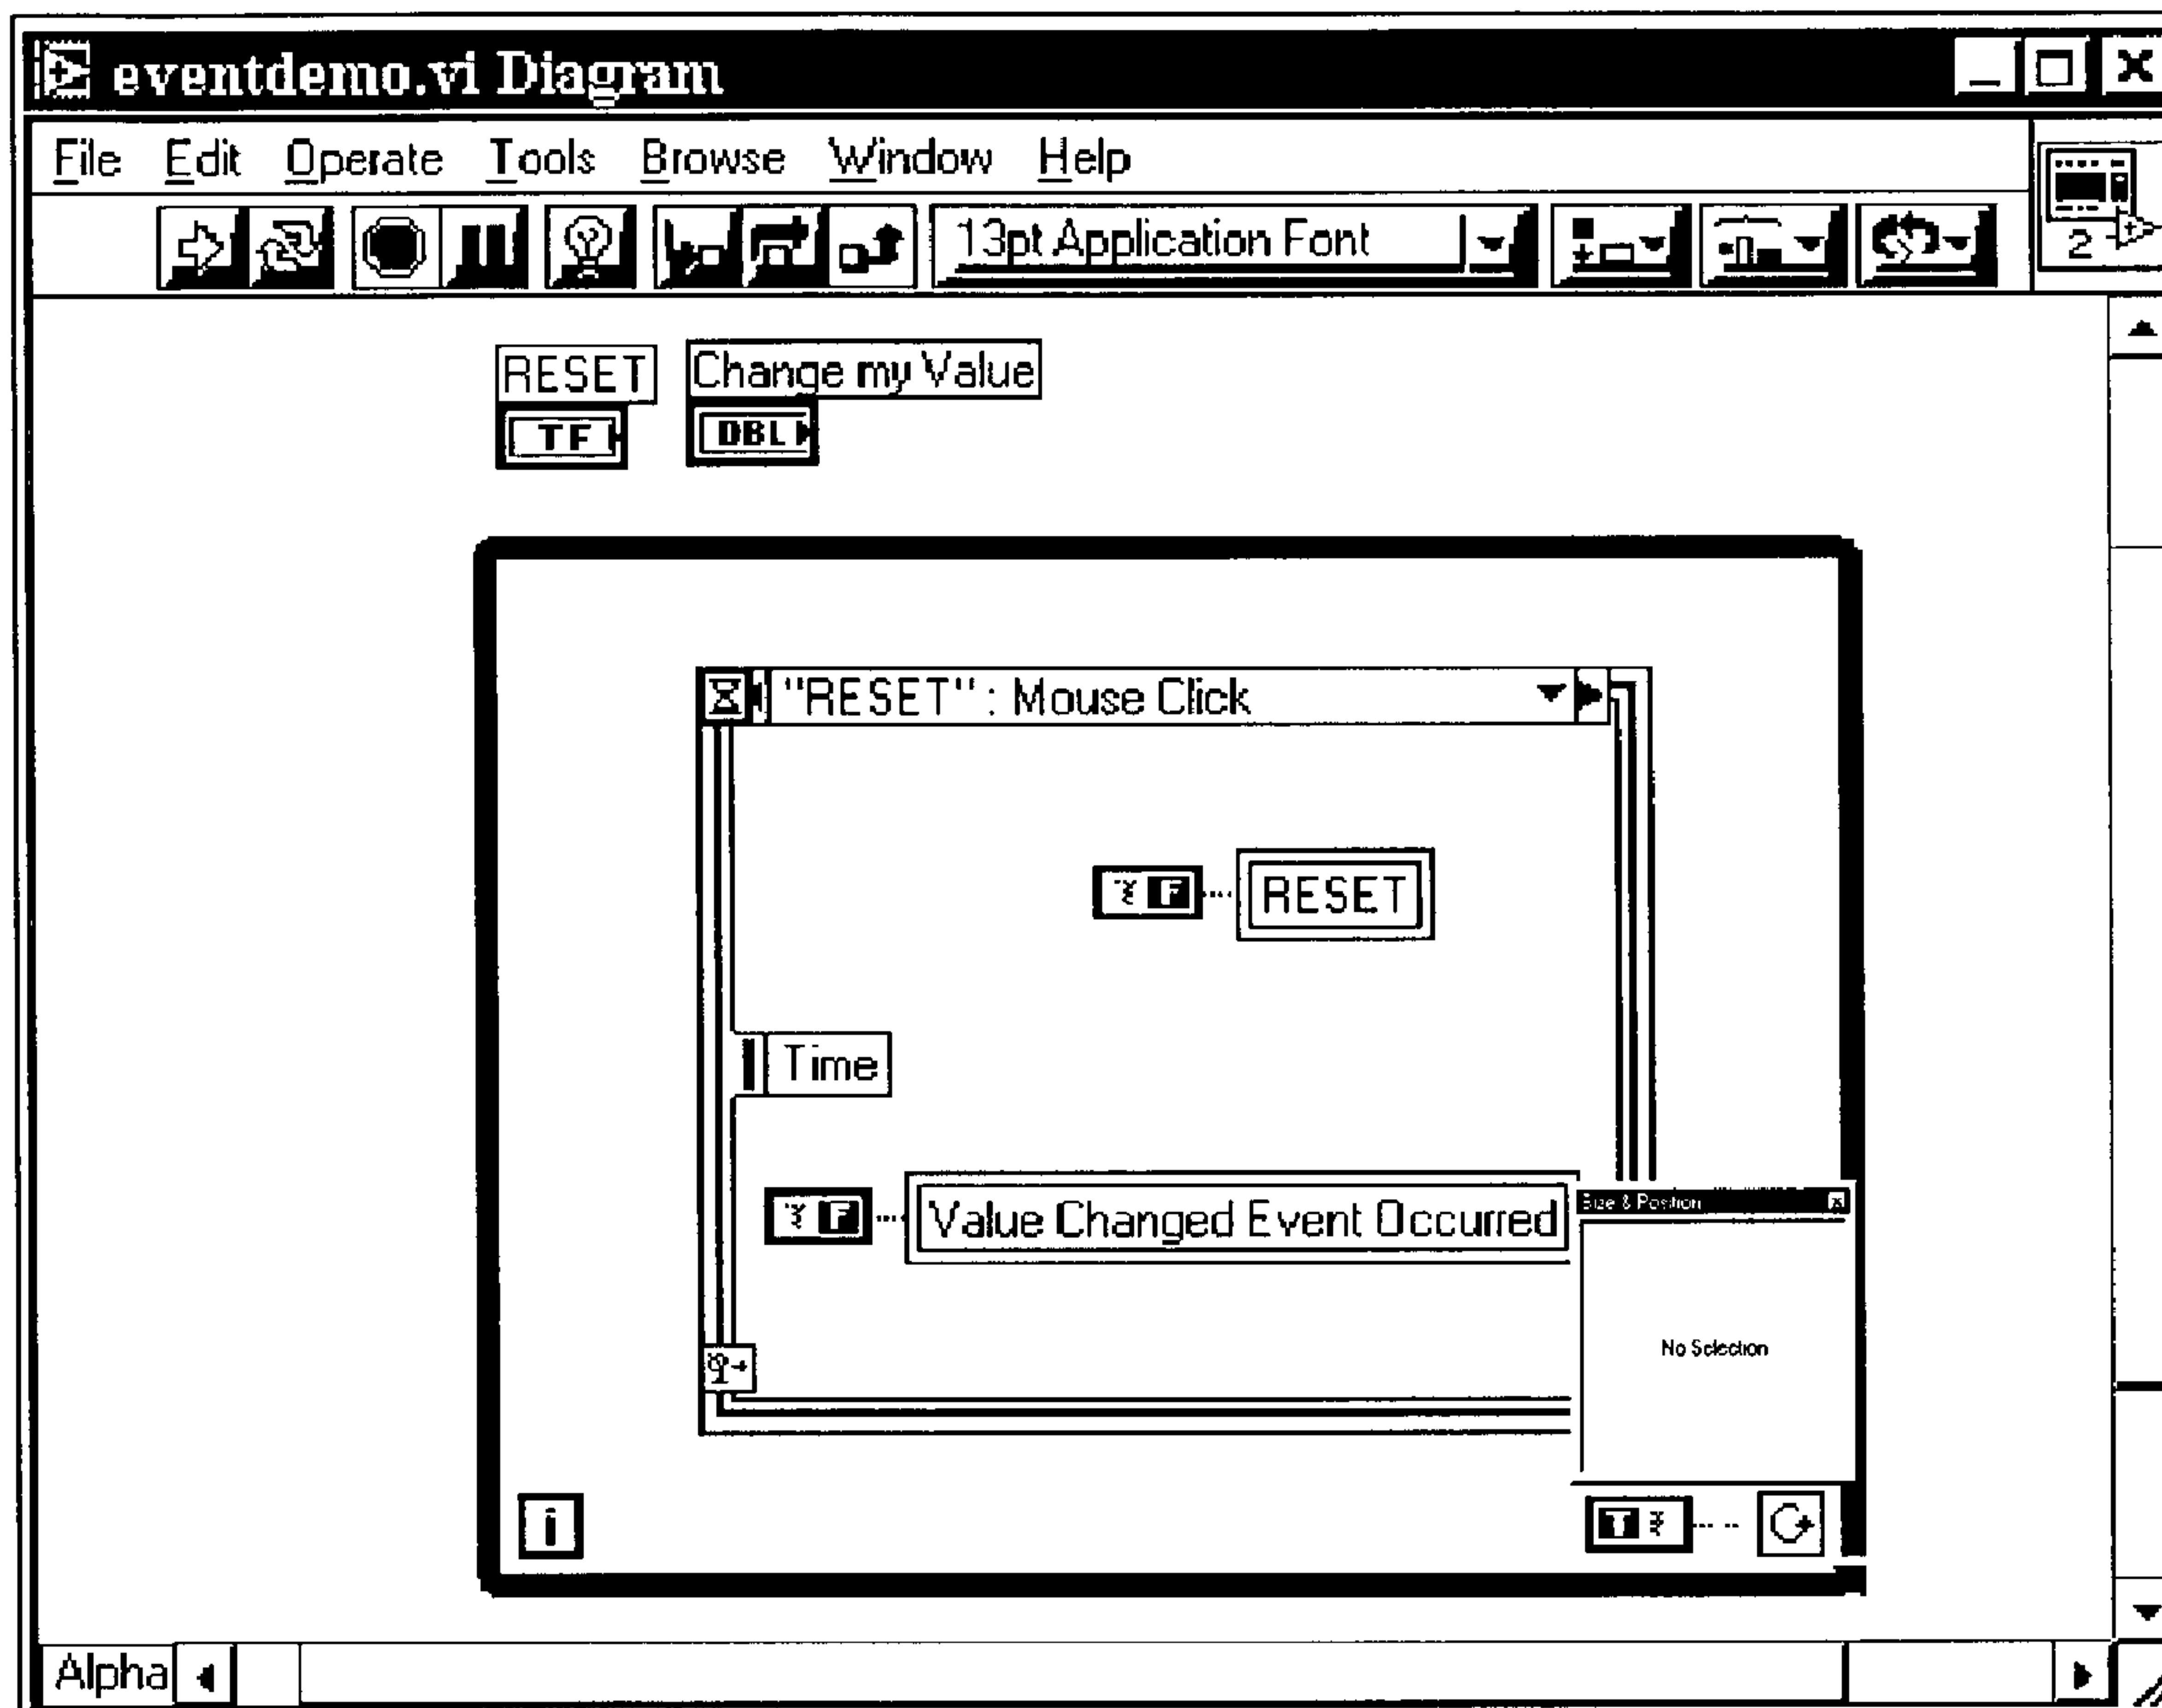 eventdemo.vi Diagram
File Edit Operate Tools Browse Window Help
13pt Application Font
2
RESET Change my Value
TF DBL
"RESET": Mouse Click
F RESET
Time
F Value Changed Event Occurred
Size & Position
No Selection
i T
Alpha